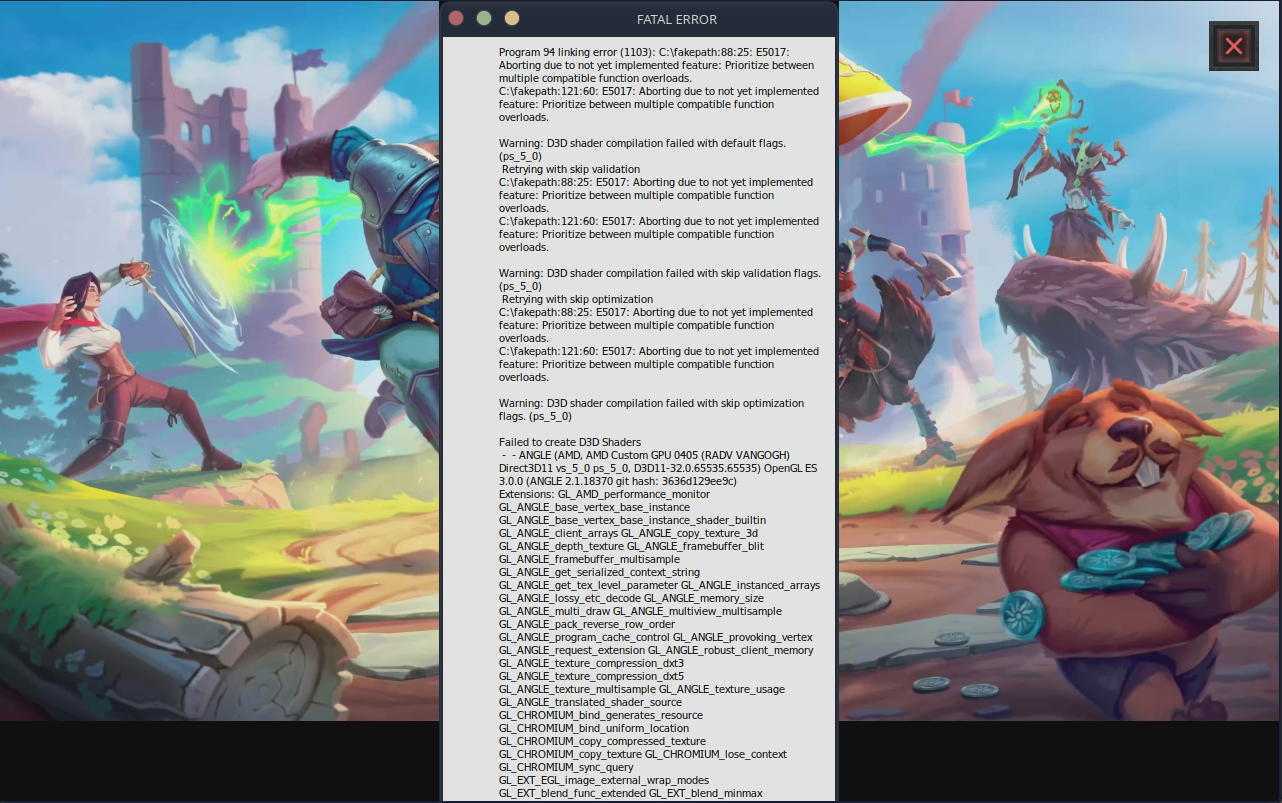 FATAL ERROR
Program 94 linking error (1103): C:\fakepath:88:25: E5017:
Aborting due to not yet implemented feature: Prioritize between
multiple compatible function overloads.
C:\fakepath:121:60: E5017: Aborting due to not yet implemented
feature: Prioritize between multiple compatible function
overloads.
Warning: D3D shader compilation failed with default flags.
(ps_5_0)
Retrying with skip validation
C:\fakepath:88:25: E5017: Aborting due to not yet implemented
feature: Prioritize between multiple compatible function
overloads.
C:\fakepath:121:60: E5017: Aborting due to not yet implemented
feature: Prioritize between multiple compatible function
overloads.
Warning: D3D shader compilation failed with skip validation flags.
(ps_5_0)
Retrying with skip optimization
C:\fakepath:88:25: E5017: Aborting due to not yet implemented
feature: Prioritize between multiple compatible function
overloads.
C:\fakepath:121:60: E5017: Aborting due to not yet implemented
feature: Prioritize between multiple compatible function
overloads.
Warning: D3D shader compilation failed with skip optimization
flags. (ps_5_0)
Failed to create D3D Shaders
- - ANGLE (AMD, AMD Custom GPU 0405 (RADV VANGOGH)
Direct3D11 vs_5_0 ps_5_0, D3D11-32.0.65535.65535) OpenGL ES
3.0.0 (ANGLE 2.1.18370 git hash: 3636d129ee9c)
Extensions: GL_AMD_performance_monitor
GL_ANGLE_base_vertex_base_instance
GL_ANGLE_base_vertex_base_instance_shader_builtin
GL_ANGLE_client_arrays GL_ANGLE_copy_texture_3d
GL_ANGLE_depth_texture GL_ANGLE_framebuffer_blit
GL_ANGLE_framebuffer_multisample
GL_ANGLE_get_serialized_context_string
GL_ANGLE_get_tex_level_parameter GL_ANGLE_instanced_arrays
GL_ANGLE_lossy_etc_decode GL_ANGLE_memory_size
GL_ANGLE_multi_draw GL_ANGLE_multiview_multisample
GL_ANGLE_pack_reverse_row_order
GL_ANGLE_program_cache_control GL_ANGLE_provoking_vertex
GL_ANGLE_request_extension GL_ANGLE_robust_client_memory
GL_ANGLE_texture_compression_dxt3
GL_ANGLE_texture_compression_dxt5
GL_ANGLE_texture_multisample GL_ANGLE_texture_usage
GL_ANGLE_translated_shader_source
GL_CHROMIUM_bind_generates_resource
GL_CHROMIUM_bind_uniform_location
GL_CHROMIUM_copy_compressed_texture
GL_CHROMIUM_copy_texture GL_CHROMIUM_lose_context
GL_CHROMIUM_sync_query
GL_EXT_EGL_image_external_wrap_modes
GL_EXT_blend_func_extended GL_EXT_blend_minmax